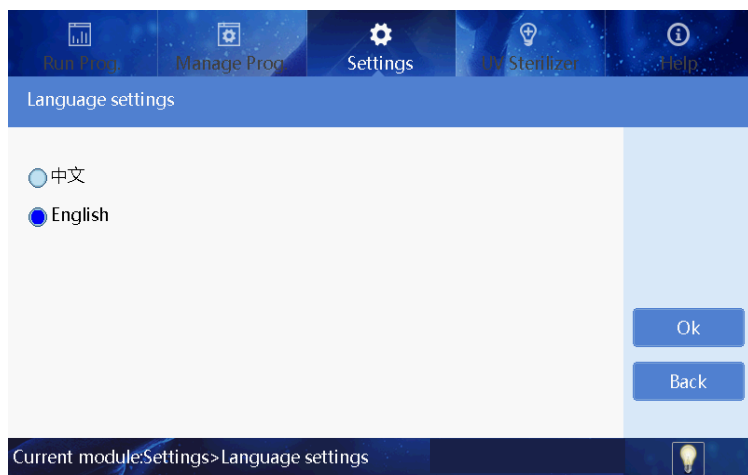 Run Prog. Manage Prog. Settings UV Sterilizer Help
Language settings
中文
English
Ok
Back
Current module:Settings>Language settings